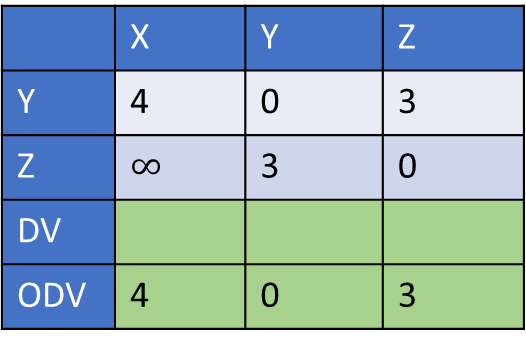 X Y Z
Y 4 0 3
Z ∞ 3 0
DV
ODV 4 0 3